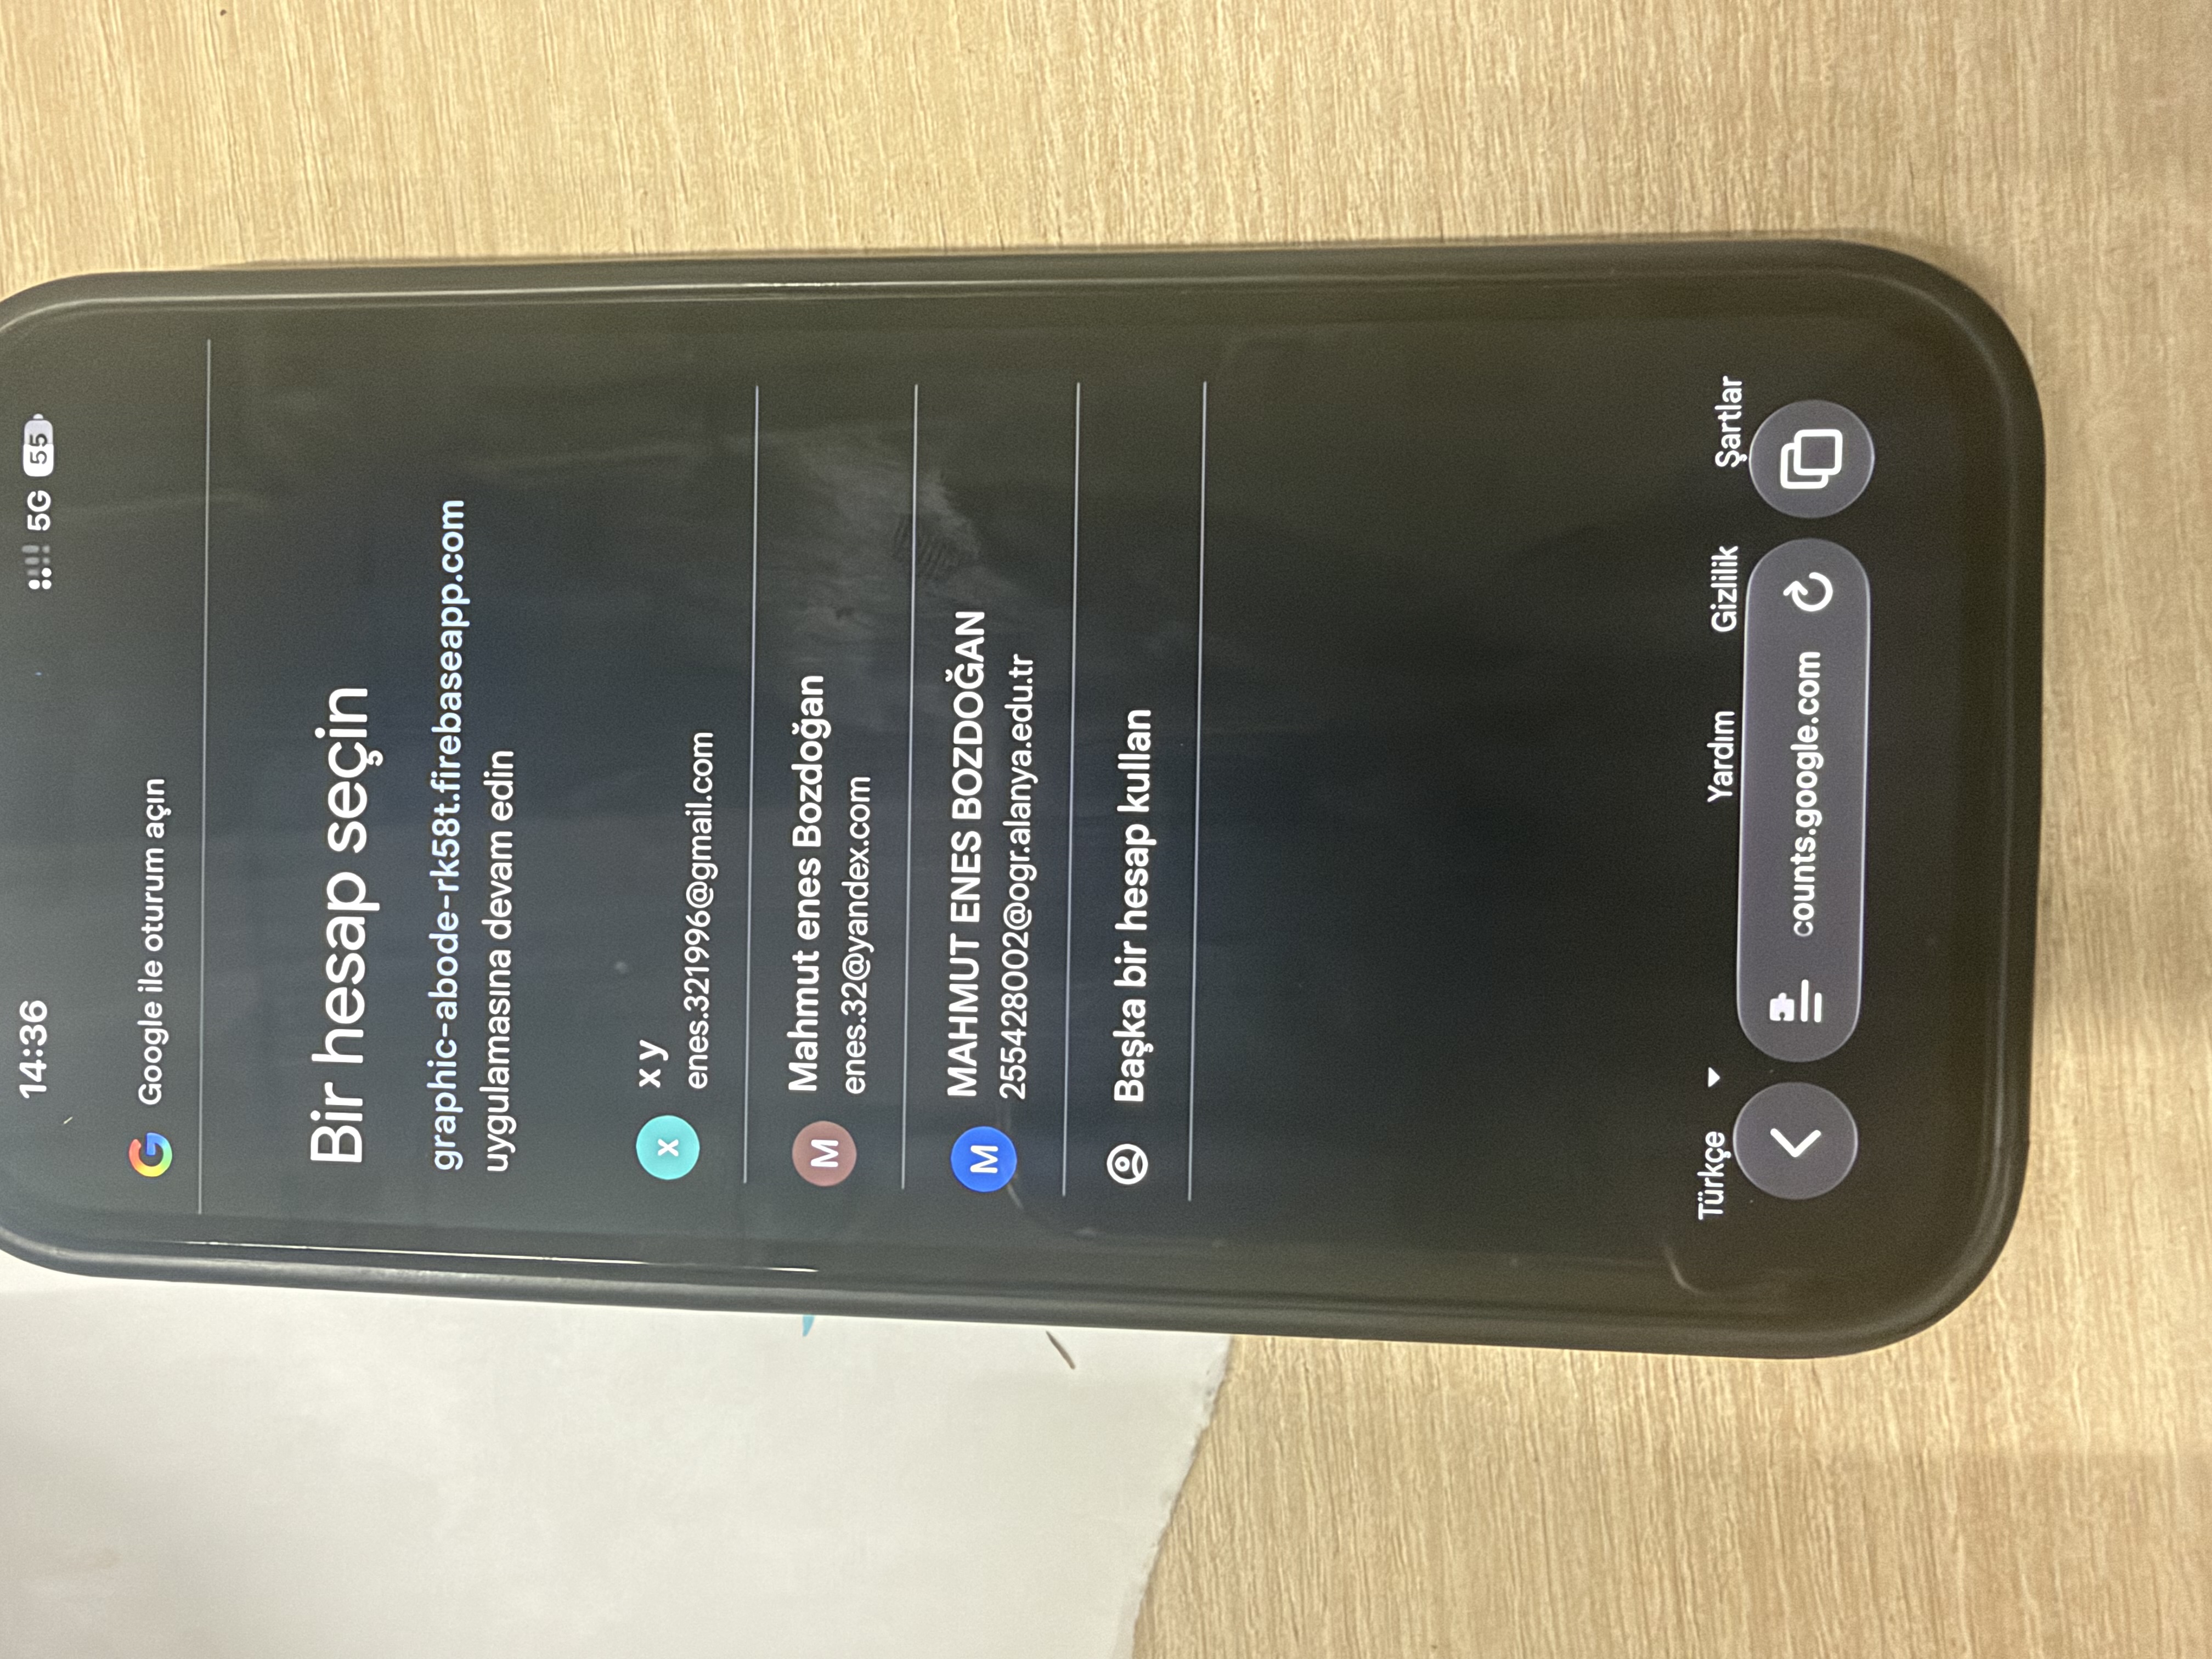 14:36 5G 55
Google ile oturum açın
Bir hesap seçin
graphic-abode-rk58t.firebaseapp.com
uygulamasına devam edin
x
x y
enes.321996@gmail.com
M
Mahmut enes Bozdoğan
enes.32@yandex.com
M
MAHMUT ENES BOZDOĞAN
255428002@ogr.alanya.edu.tr
Başka bir hesap kullan
Türkçe Yardım Gizlilik Şartlar
counts.google.com